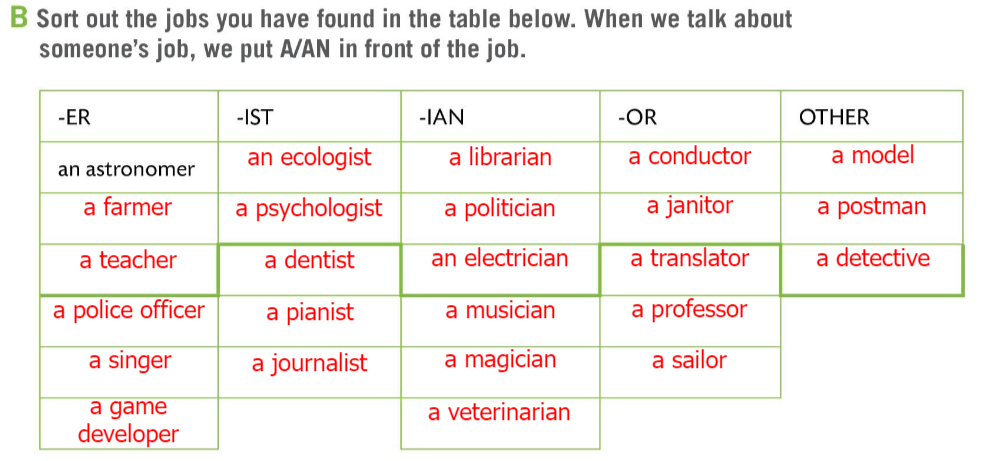 B Sort out the jobs you have found in the table below. When we talk about
someone's job, we put A/AN in front of the job.
-ER -IST -IAN -OR OTHER
an astronomer an ecologist a librarian a conductor a model
a farmer a psychologist a politician a janitor a postman
a teacher a dentist an electrician a translator a detective
a police officer a pianist a musician a professor
a singer a journalist a magician a sailor
a game
developer a veterinarian